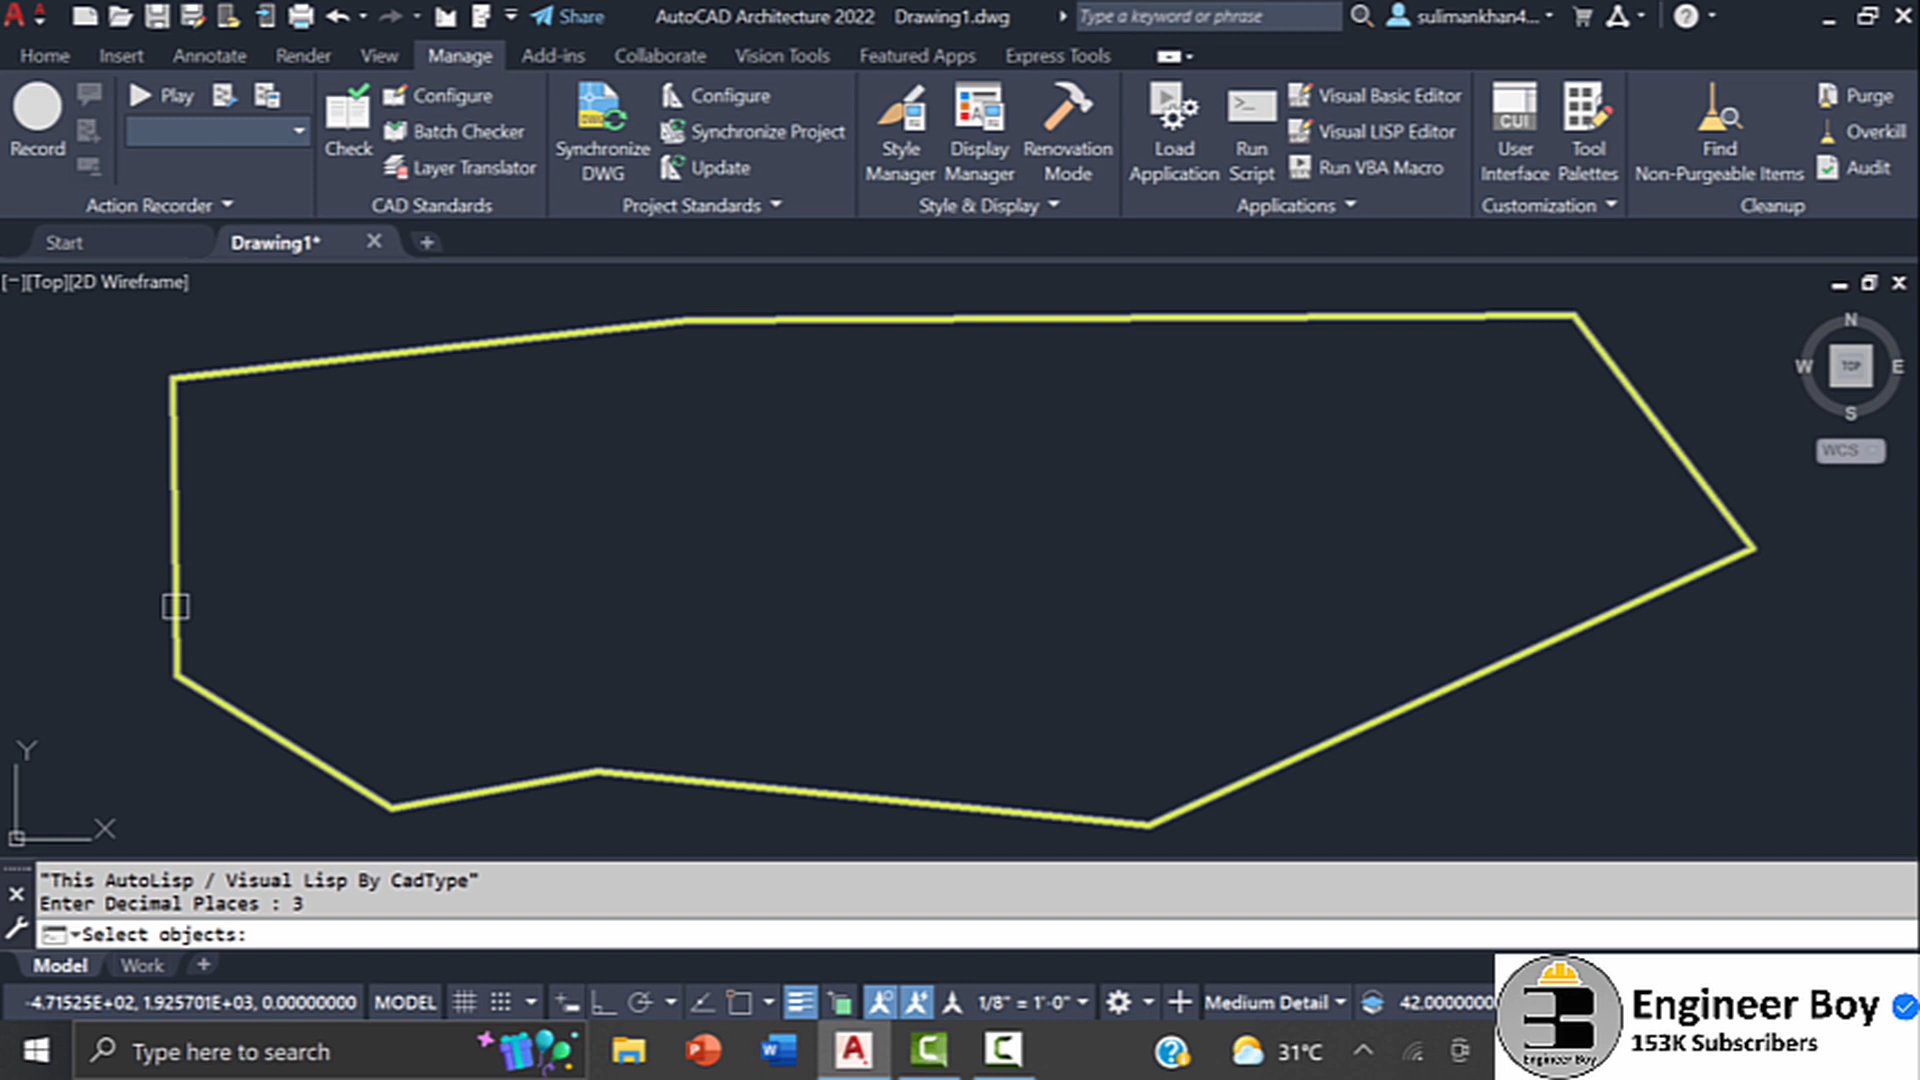 Share AutoCAD Architecture 2022 Drawing1.dwg Type a keyword or phrase sulimankhan4...
Home Insert Annotate Render View Manage Add-ins Collaborate Vision Tools Featured Apps Express Tools
Record
Play
Action Recorder
Check
Configure
Batch Checker
Layer Translator
CAD Standards
Synchronize
DWG
Configure
Synchronize Project
Update
Project Standards
Style
Manager
Display
Manager
Renovation
Mode
Style & Display
Load
Application
Run
Script
Visual Basic Editor
Visual LISP Editor
Run VBA Macro
Applications
CUI
User
Interface
Tool
Palettes
Customization
Find
Non-Purgeable Items
Purge
Overkill
Audit
Cleanup
Start Drawing1*
[−][Top][2D Wireframe]
N
W TOP E
S
WCS
Y
X
"This AutoLisp / Visual Lisp By CadType"
Enter Decimal Places : 3
Select objects:
Model Work
-4.71525E+02, 1.925701E+03, 0.00000000 MODEL 1/8" = 1'-0" Medium Detail 42.0000000
Type here to search
31°C
Engineer Boy
Engineer Boy
153K Subscribers